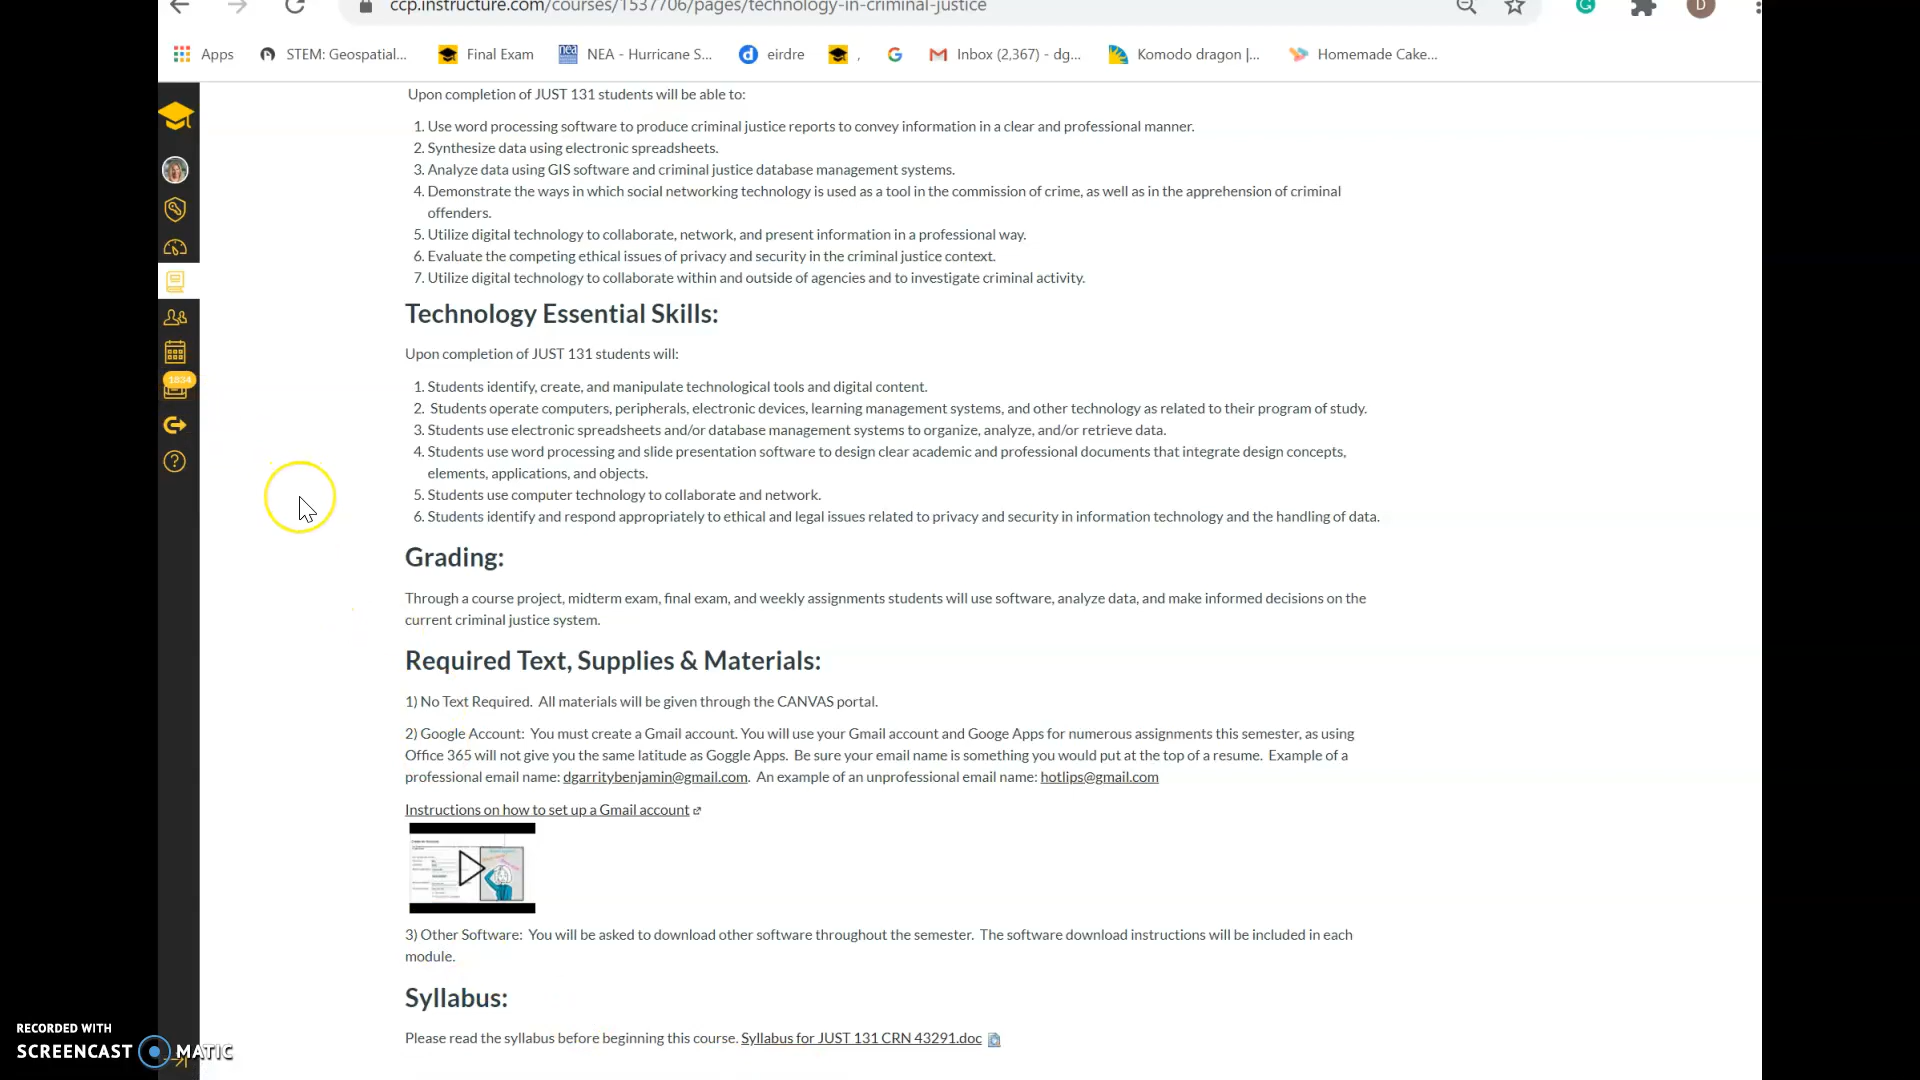 ccp.instructure.com/courses/1537706/pages/technology-in-criminal-justice
D
Apps
STEM: Geospatial...
Final Exam
nea
NEA - Hurricane S...
d
eirdre
,
G
Inbox (2,367) - dg...
Komodo dragon |...
Homemade Cake...
Upon completion of JUST 131 students will be able to:
1. Use word processing software to produce criminal justice reports to convey information in a clear and professional manner.
2. Synthesize data using electronic spreadsheets.
3. Analyze data using GIS software and criminal justice database management systems.
4. Demonstrate the ways in which social networking technology is used as a tool in the commission of crime, as well as in the apprehension of criminal
offenders.
5. Utilize digital technology to collaborate, network, and present information in a professional way.
6. Evaluate the competing ethical issues of privacy and security in the criminal justice context.
7. Utilize digital technology to collaborate within and outside of agencies and to investigate criminal activity.
Technology Essential Skills:
Upon completion of JUST 131 students will:
1834
1. Students identify, create, and manipulate technological tools and digital content.
2. Students operate computers, peripherals, electronic devices, learning management systems, and other technology as related to their program of study.
3. Students use electronic spreadsheets and/or database management systems to organize, analyze, and/or retrieve data.
4. Students use word processing and slide presentation software to design clear academic and professional documents that integrate design concepts,
elements, applications, and objects.
5. Students use computer technology to collaborate and network.
6. Students identify and respond appropriately to ethical and legal issues related to privacy and security in information technology and the handling of data.
Grading:
Through a course project, midterm exam, final exam, and weekly assignments students will use software, analyze data, and make informed decisions on the
current criminal justice system.
Required Text, Supplies & Materials:
1) No Text Required. All materials will be given through the CANVAS portal.
2) Google Account: You must create a Gmail account. You will use your Gmail account and Googe Apps for numerous assignments this semester, as using
Office 365 will not give you the same latitude as Goggle Apps. Be sure your email name is something you would put at the top of a resume. Example of a
professional email name: dgarritybenjamin@gmail.com. An example of an unprofessional email name: hotlips@gmail.com
Instructions on how to set up a Gmail account
3) Other Software: You will be asked to download other software throughout the semester. The software download instructions will be included in each
module.
Syllabus:
Please read the syllabus before beginning this course. Syllabus for JUST 131 CRN 43291.doc
RECORDED WITH
SCREENCAST MATIC